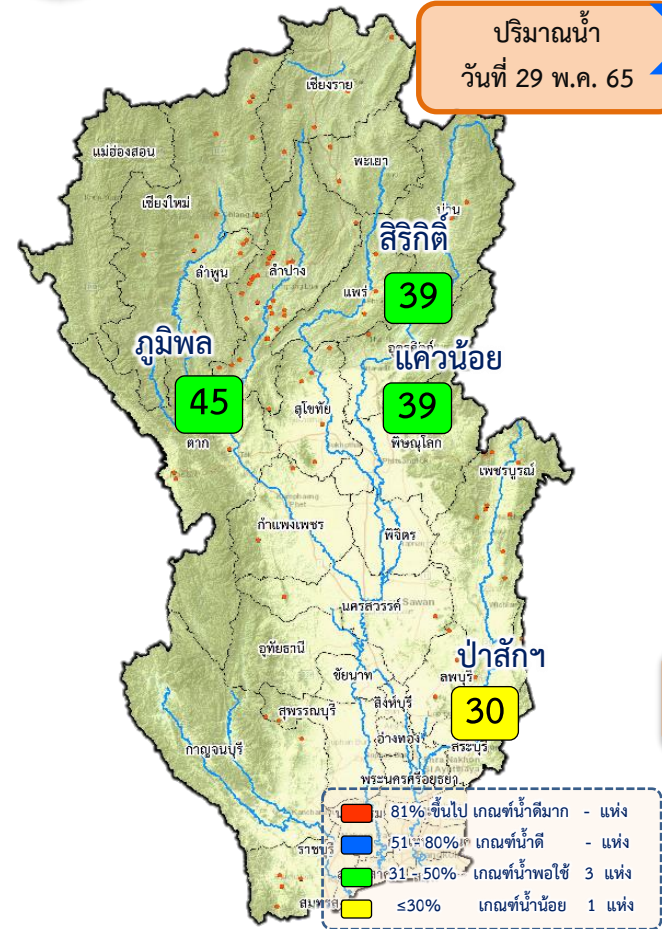 ปริมาณน้ำ
วันที่ 29 พ.ค. 65
เชียงราย
แม่ฮ่องสอน
พะเยา
เชียงใหม่
น่าน
สิริกิติ์
ลำพูน
ลำปาง
แพร่
39
ภูมิพล
อุตรดิตถ์
แควน้อย
45
สุโขทัย
39
ตาก
พิษณุโลก
เพชรบูรณ์
กำแพงเพชร
พิจิตร
นครสวรรค์
Sawan
อุทัยธานี
ป่าสักฯ
ชัยนาท
ลพบุรี
สุพรรณบุรี
สิงห์บุรี
30
อ่างทอง
กาญจนบุรี
สระบุรี
พระนครศรีอยุธยา
81% ขึ้นไป เกณฑ์น้ำดีมาก - แห่ง
51 - 80% เกณฑ์น้ำดี - แห่ง
ราชบุรี
31 - 50% เกณฑ์น้ำพอใช้ 3 แห่ง
≤30% เกณฑ์น้ำน้อย 1 แห่ง